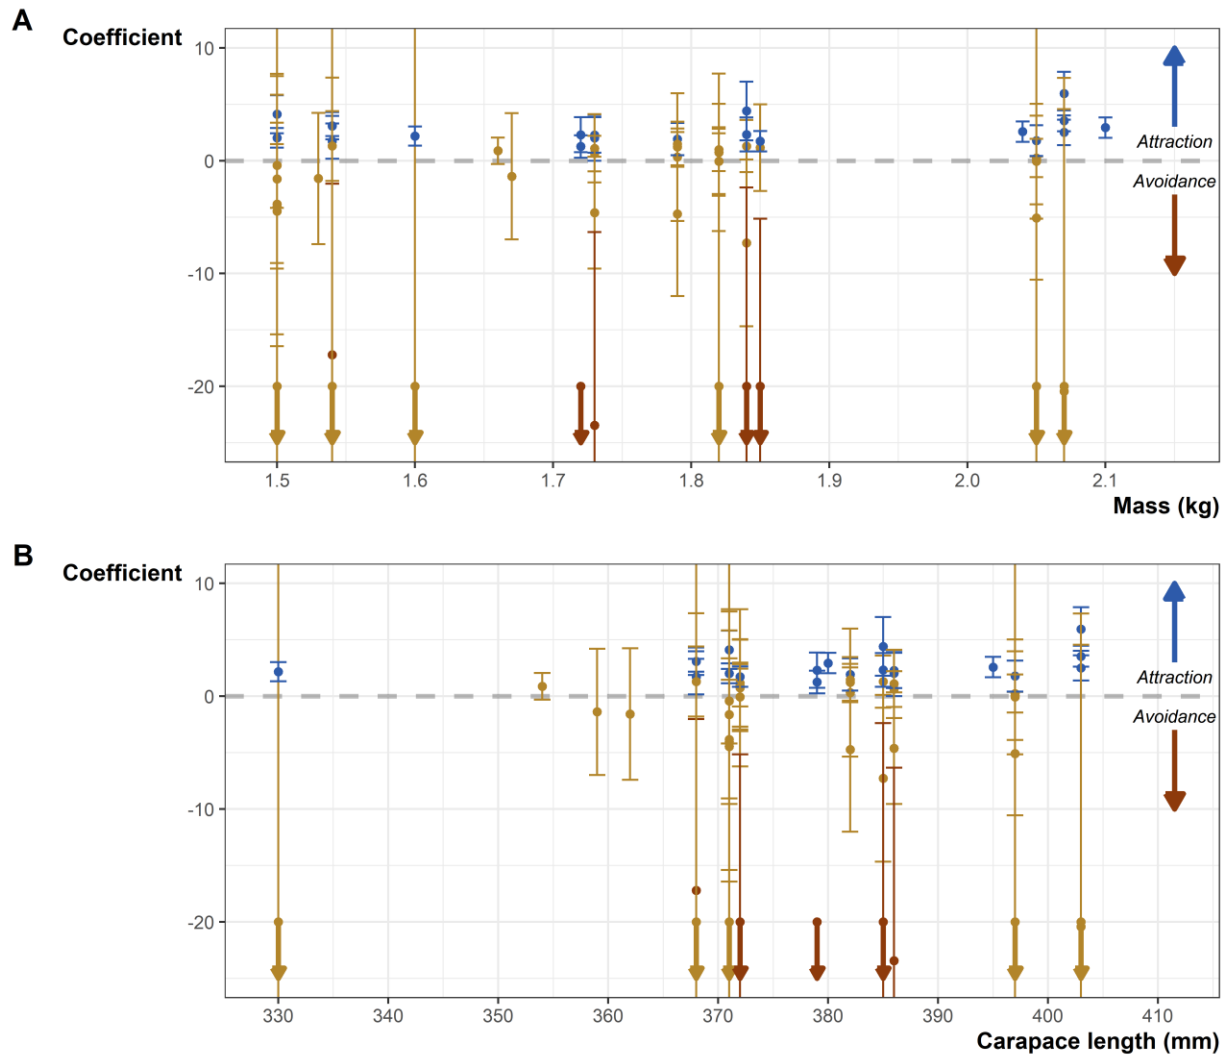 A
Coefficient
10
0
-10
-20
Attraction
Avoidance
1.5 1.6 1.7 1.8 1.9 2.0 2.1
Mass (kg)
B
Coefficient
10
0
-10
-20
Attraction
Avoidance
330 340 350 360 370 380 390 400 410
Carapace length (mm)